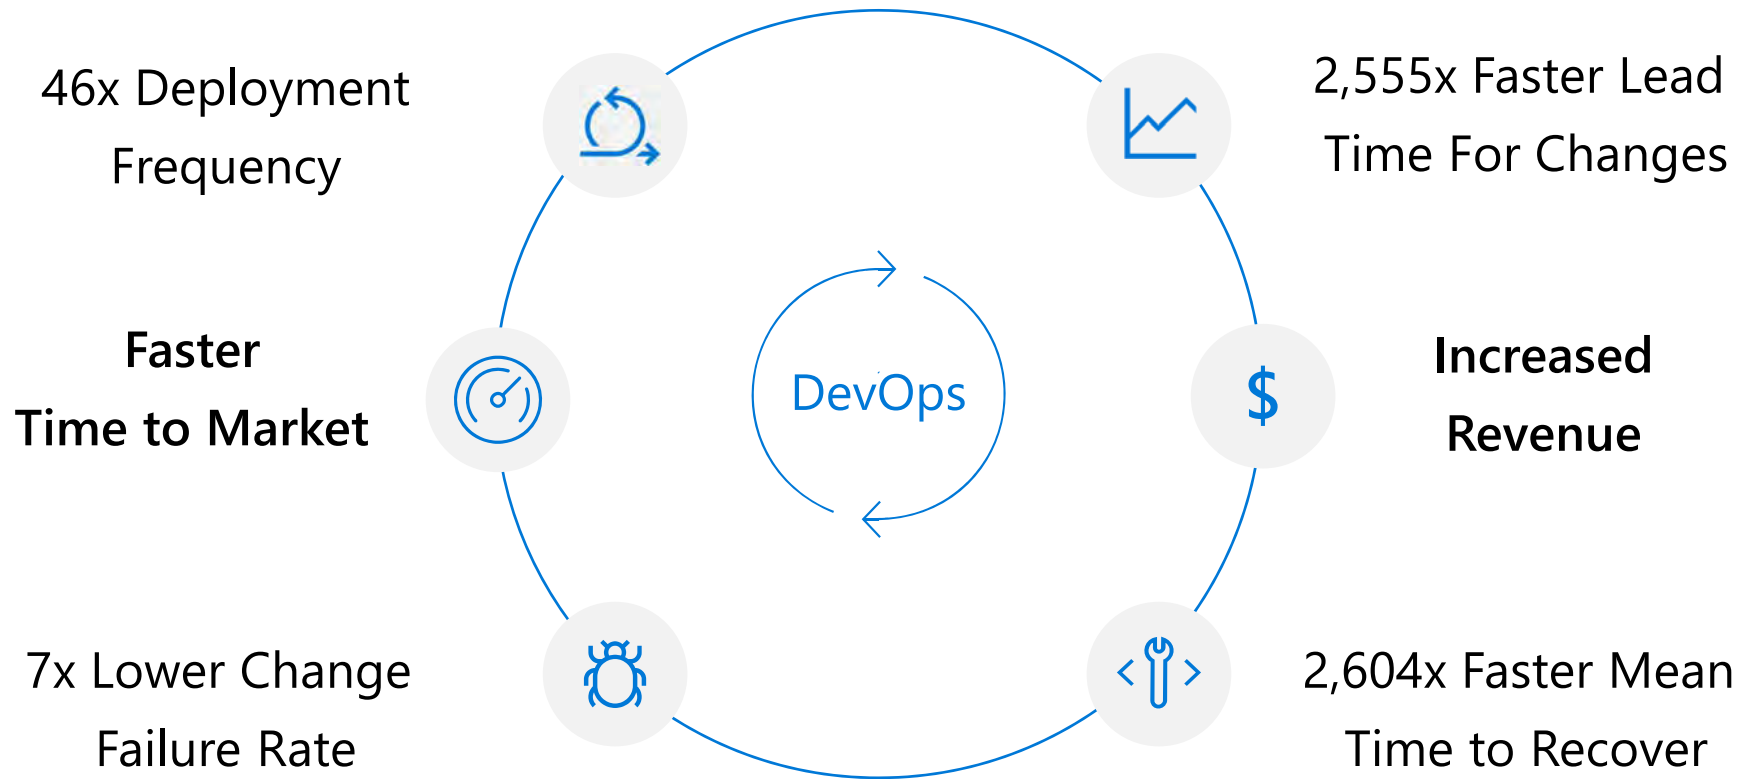 46x Deployment
Frequency
2,555x Faster Lead
Time For Changes
Faster
Time to Market
DevOps
$
Increased
Revenue
7x Lower Change
Failure Rate
2,604x Faster Mean
Time to Recover